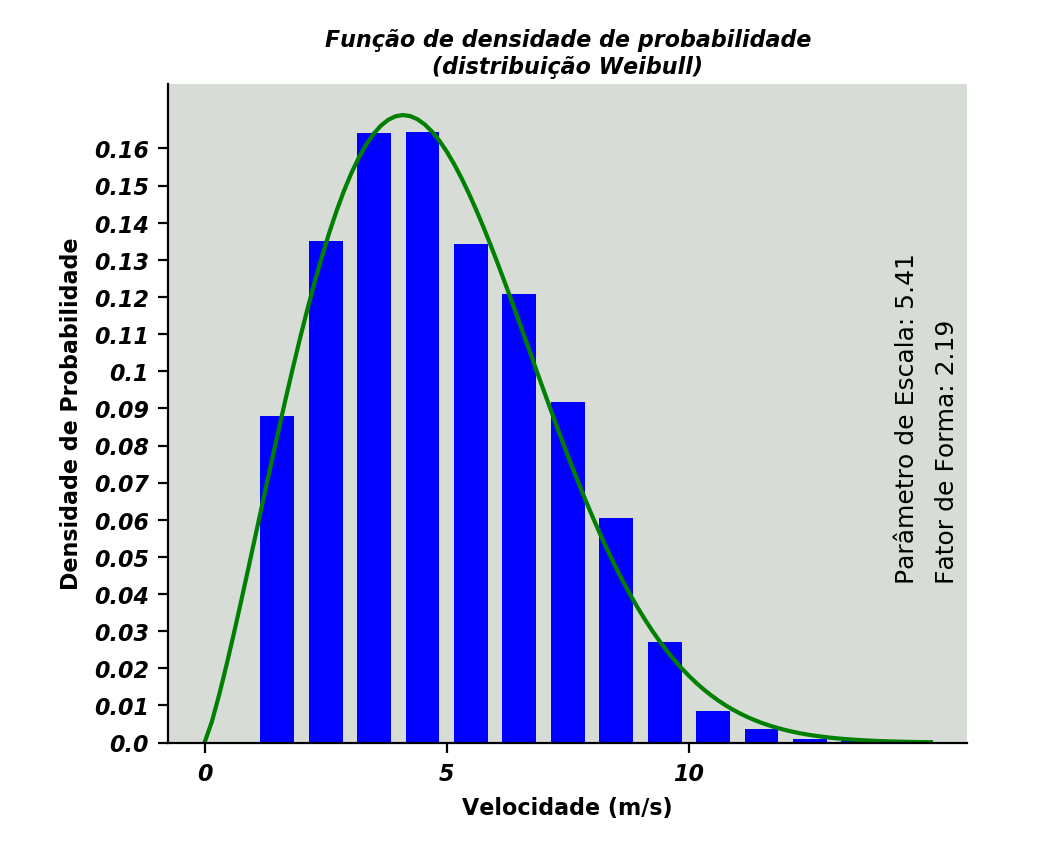 Função de densidade de probabilidade
(distribuição Weibull)
Densidade de Probabilidade
0.16
0.15
0.14
0.13
0.12
0.11
0.1
0.09
0.08
0.07
0.06
0.05
0.04
0.03
0.02
0.01
0.0
Parâmetro de Escala: 5.41
Fator de Forma: 2.19
0 5 10
Velocidade (m/s)